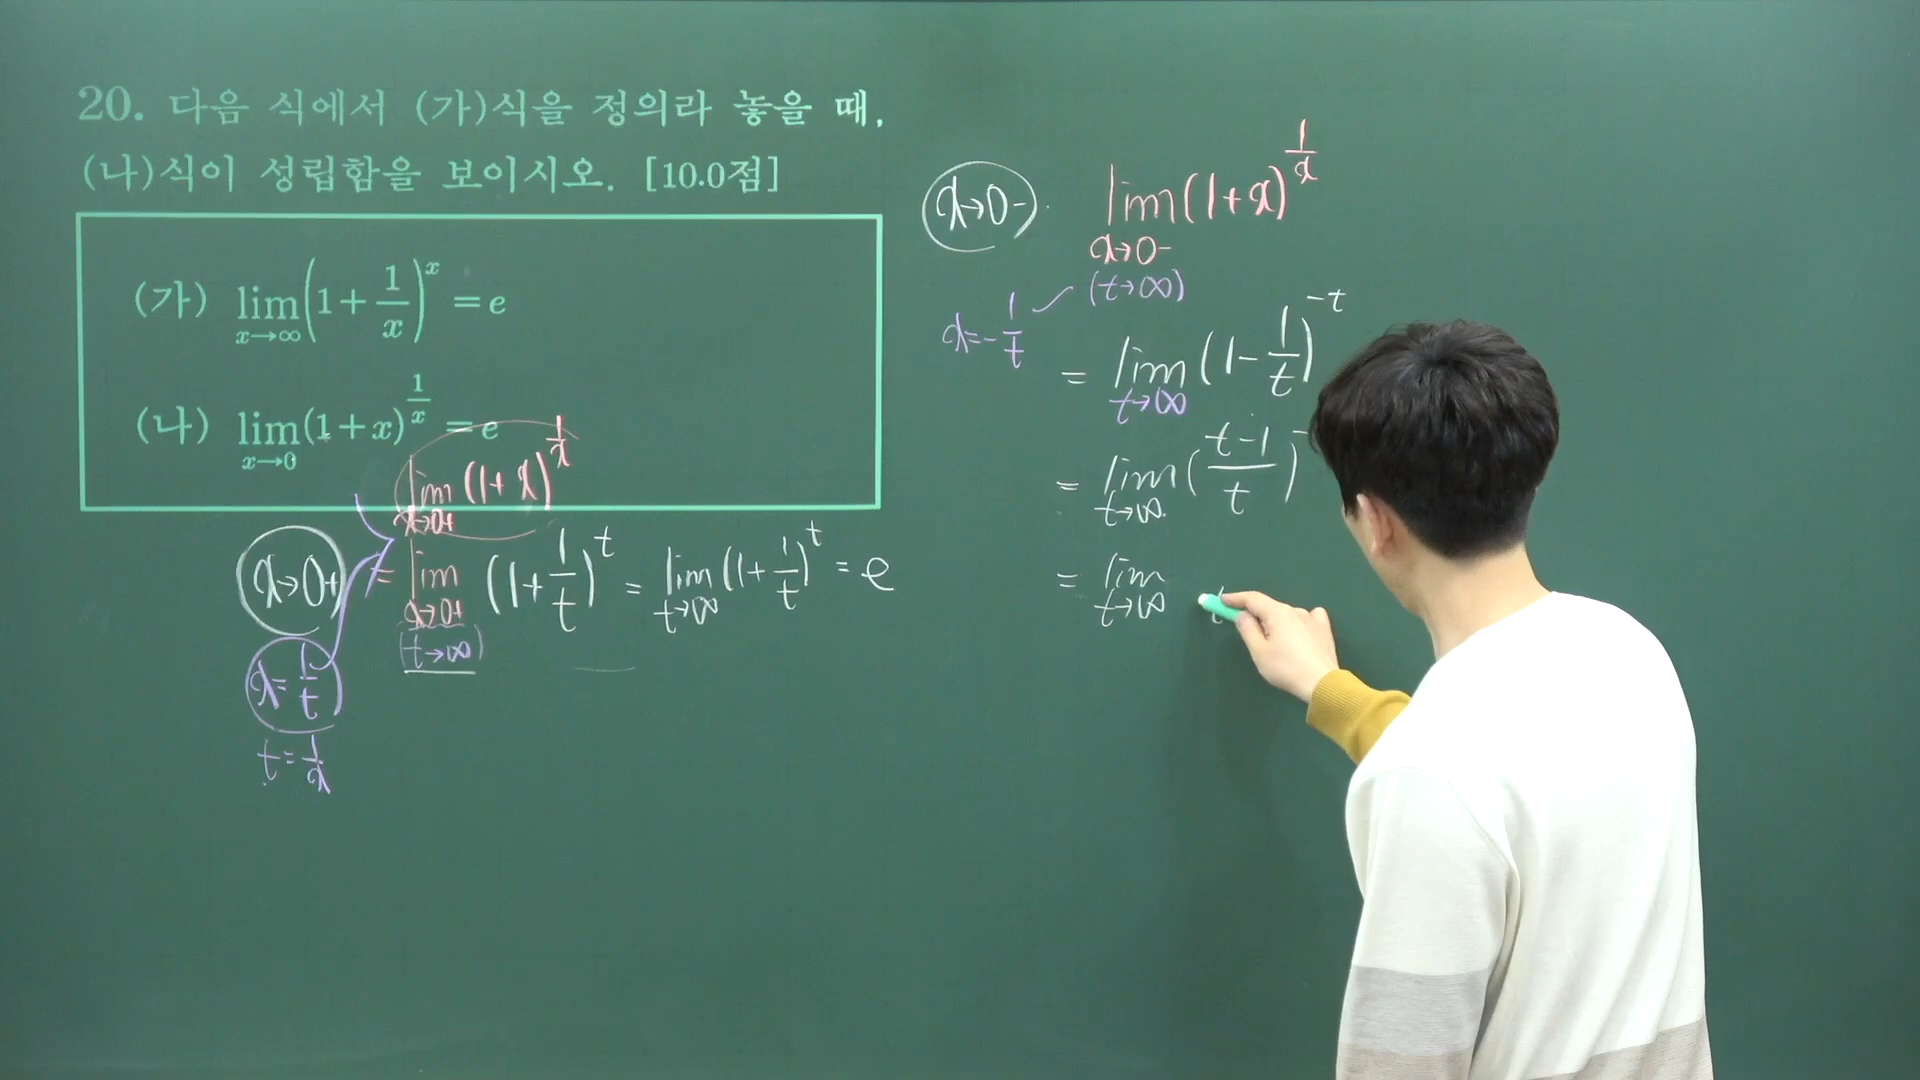 20. 다음 식에서 (가)식을 정의라 놓을 때,
(나)식이 성립함을 보이시오. [10.0점]
(가) lim_{x→∞} (1+1/x)^x = e
(나) lim_{x→0} (1+x)^{1/x} = e
lim_{x→0+} (1+x)^{1/x}
x→0+
= lim_{x→0+ (t→∞)} (1+1/t)^t = lim_{t→∞} (1+1/t)^t = e
x=1/t
t=1/x
x→0-
lim_{x→0- (t→∞)} (1+x)^{1/x}
x=-1/t
= lim_{t→∞} (1-1/t)^{-t}
= lim_{t→∞} ((t-1)/t)^-
= lim_{t→∞} t